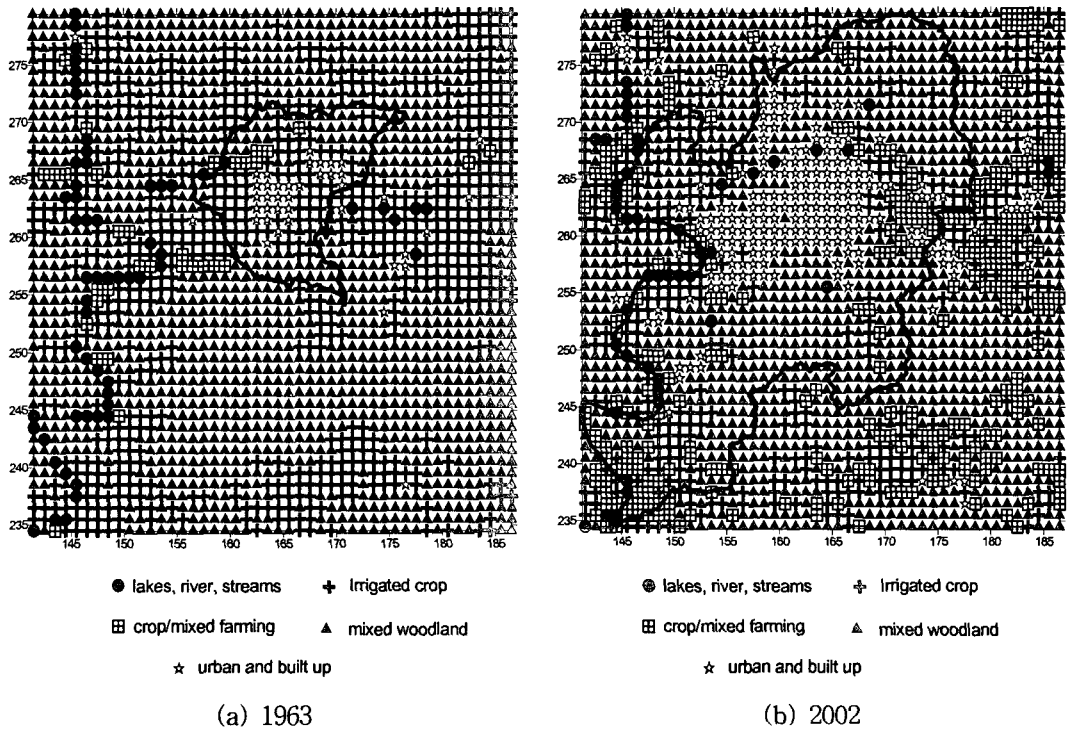 275
270
265
260
255
250
245
240
235
145 150 155 160 165 170 175 180 185
lakes, river, streams
Irrigated crop
crop/mixed farming
mixed woodland
urban and built up
(a) 1963
275
270
265
260
255
250
245
240
235
145 150 155 160 165 170 175 180 185
lakes, river, streams
Irrigated crop
crop/mixed farming
mixed woodland
urban and built up
(b) 2002